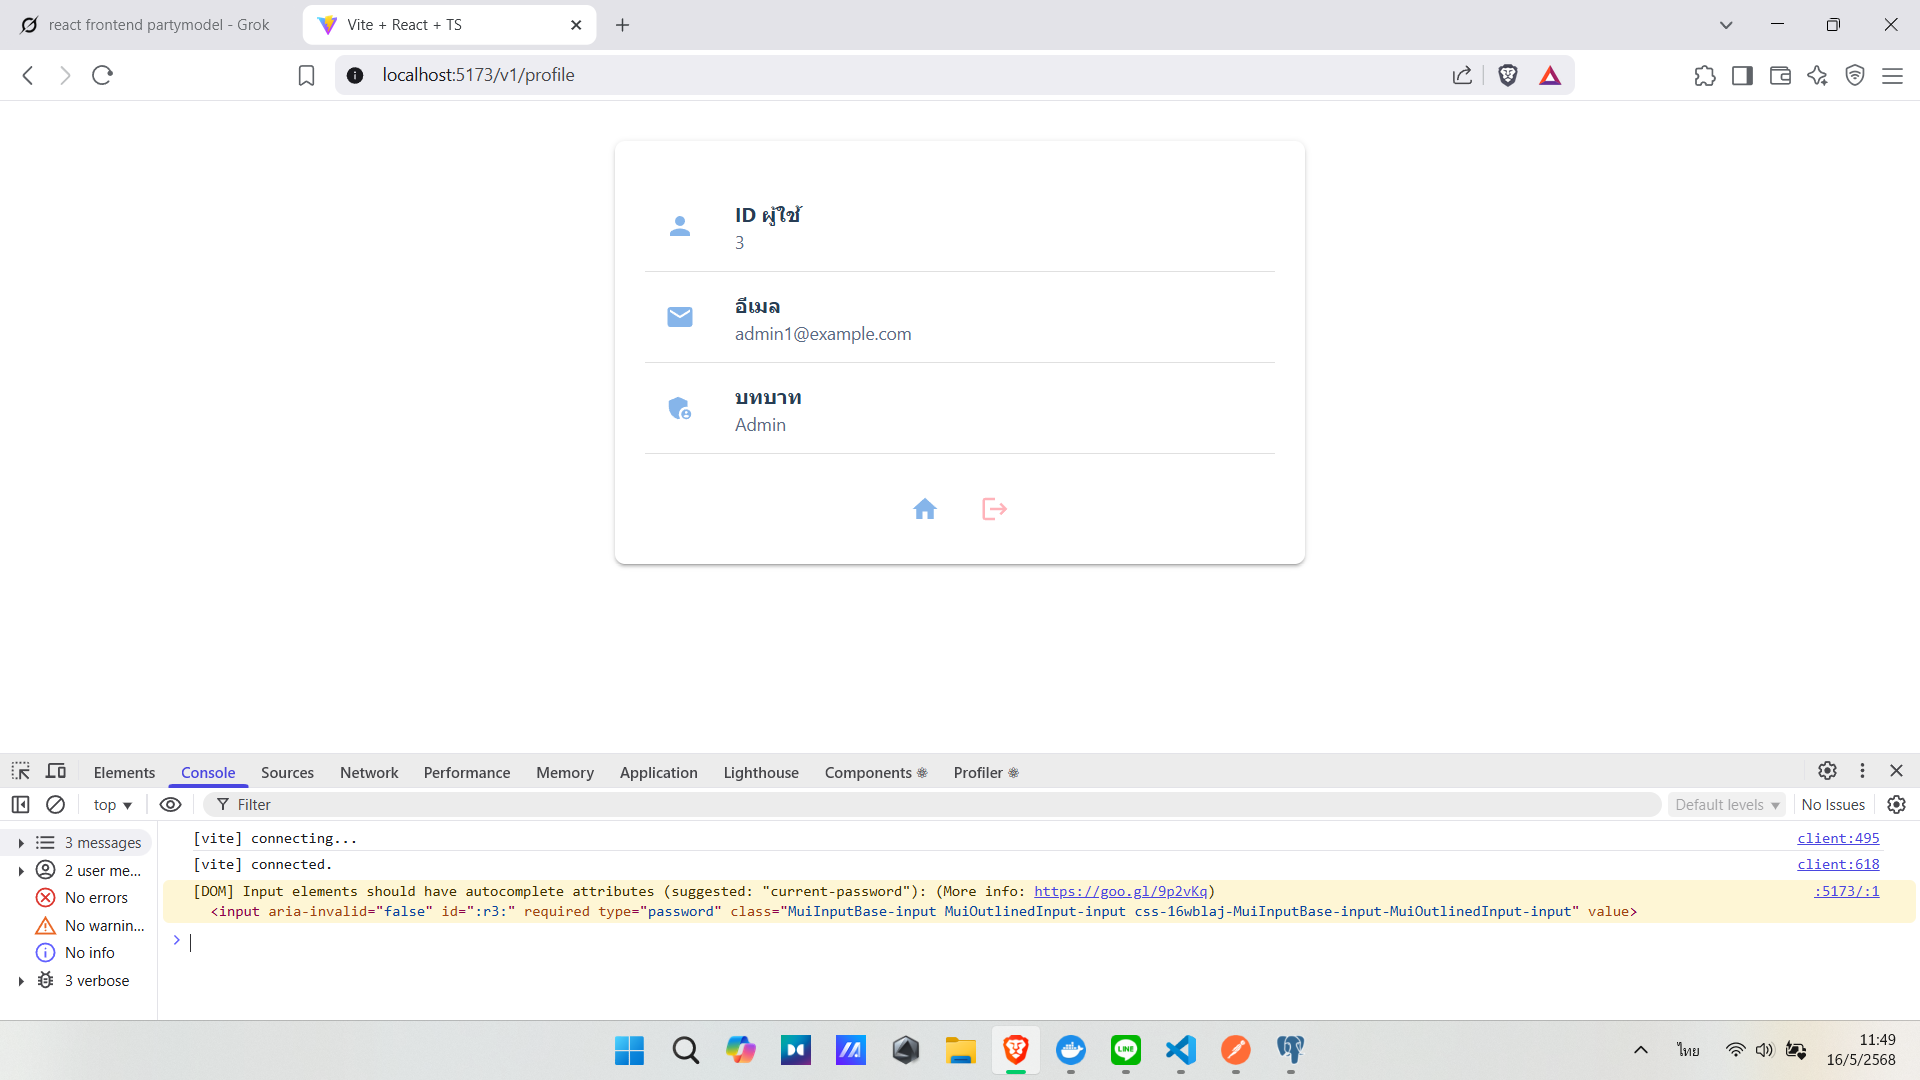 react frontend partymodel - Grok
Vite + React + TS
localhost:5173/v1/profile
ID ผู้ใช้
3
อีเมล
admin1@example.com
บทบาท
Admin
Elements Console Sources Network Performance Memory Application Lighthouse Components Profiler
top Filter Default levels No Issues
3 messages
2 user me...
No errors
No warnin...
No info
3 verbose
[vite] connecting... client:495
[vite] connected. client:618
[DOM] Input elements should have autocomplete attributes (suggested: "current-password"): (More info: https://goo.gl/9p2vKq) :5173/:1
<input aria-invalid="false" id=":r3:" required type="password" class="MuiInputBase-input MuiOutlinedInput-input css-16wblaj-MuiInputBase-input-MuiOutlinedInput-input" value>
LINE
ไทย
11:49
16/5/2568